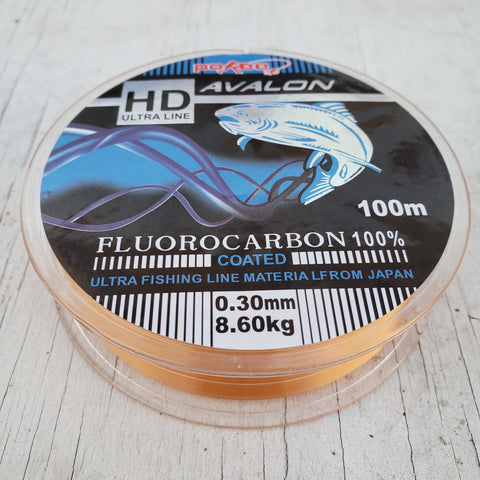 AVALON
HD
ULTRA LINE
100m
FLUOROCARBON 100%
COATED
ULTRA FISHING LINE MATERIA LFROM JAPAN
0.30mm
8.60kg